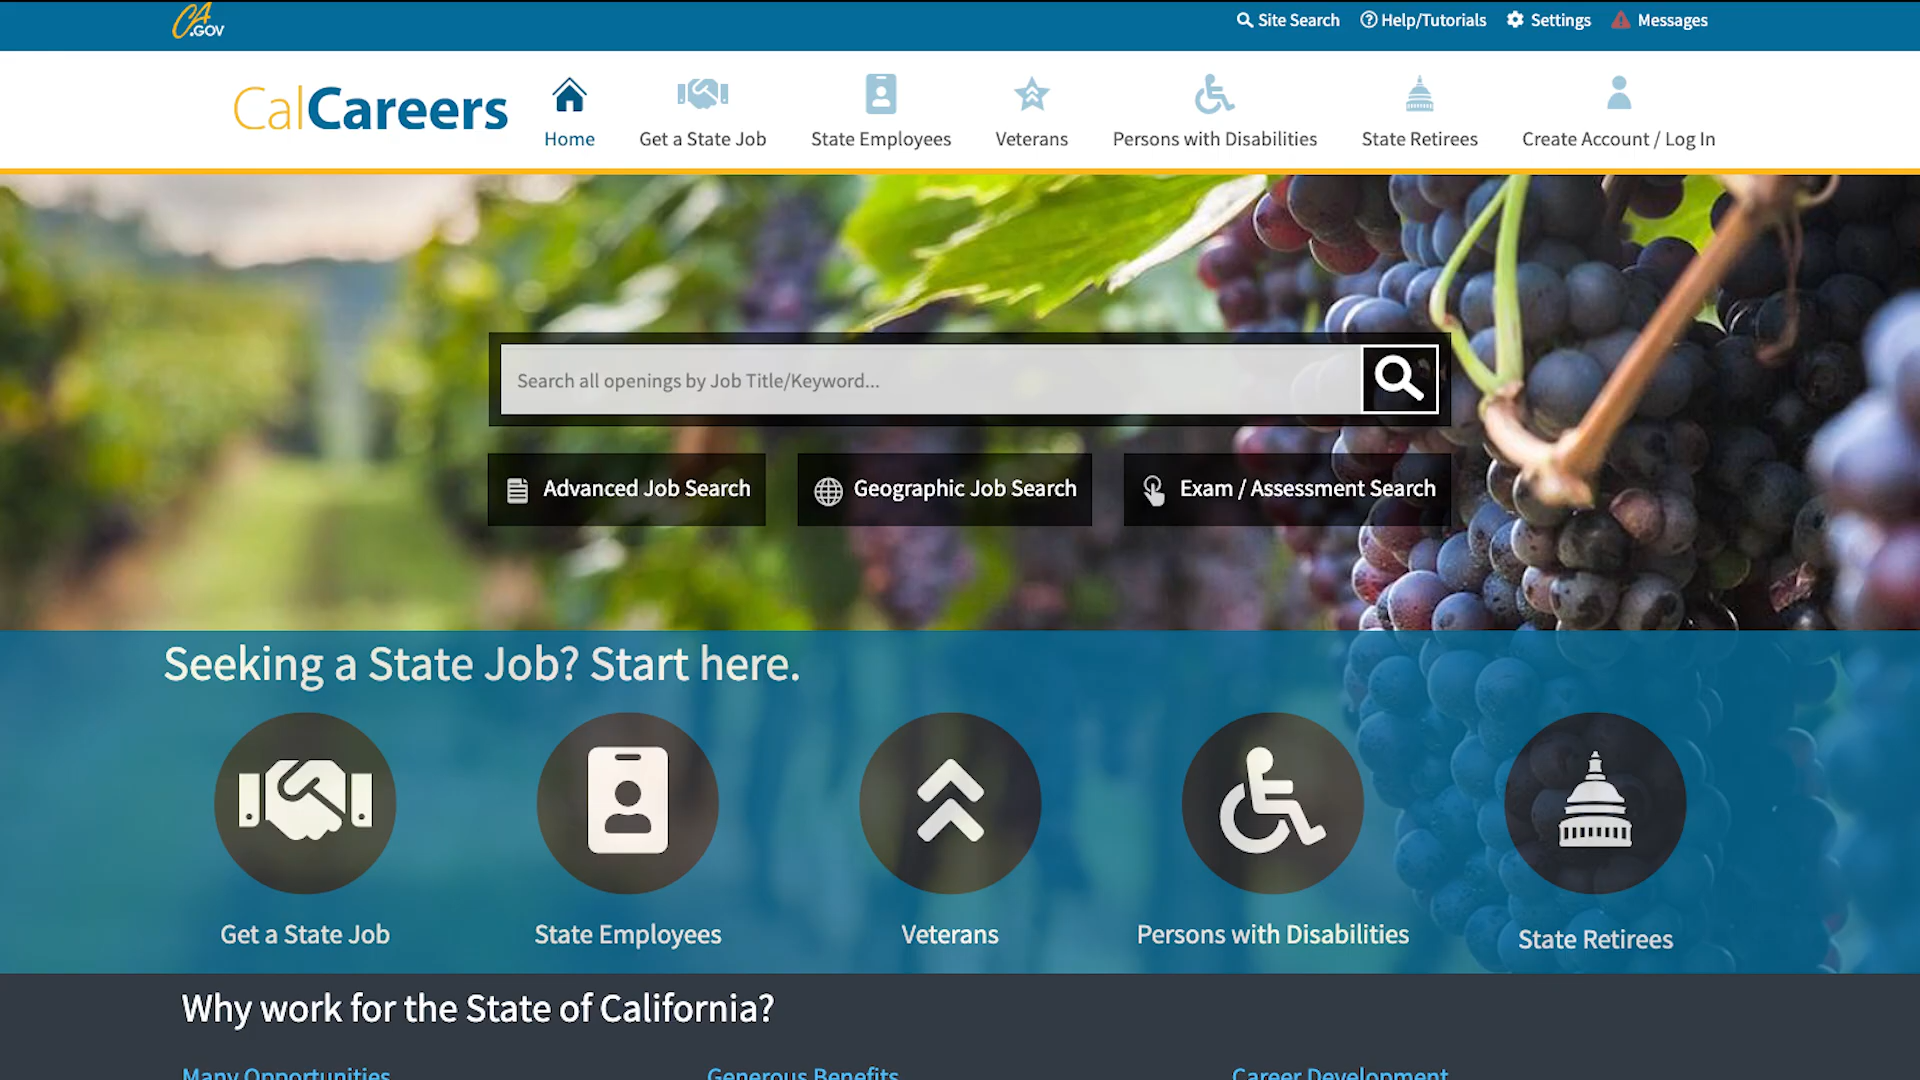 CA.GOV
Site Search Help/Tutorials Settings Messages
CalCareers
Home Get a State Job State Employees Veterans Persons with Disabilities State Retirees Create Account / Log In
Search all openings by Job Title/Keyword...
Advanced Job Search Geographic Job Search Exam / Assessment Search
Seeking a State Job? Start here.
Get a State Job State Employees Veterans Persons with Disabilities State Retirees
Why work for the State of California?
Many Opportunities Generous Benefits Career Development